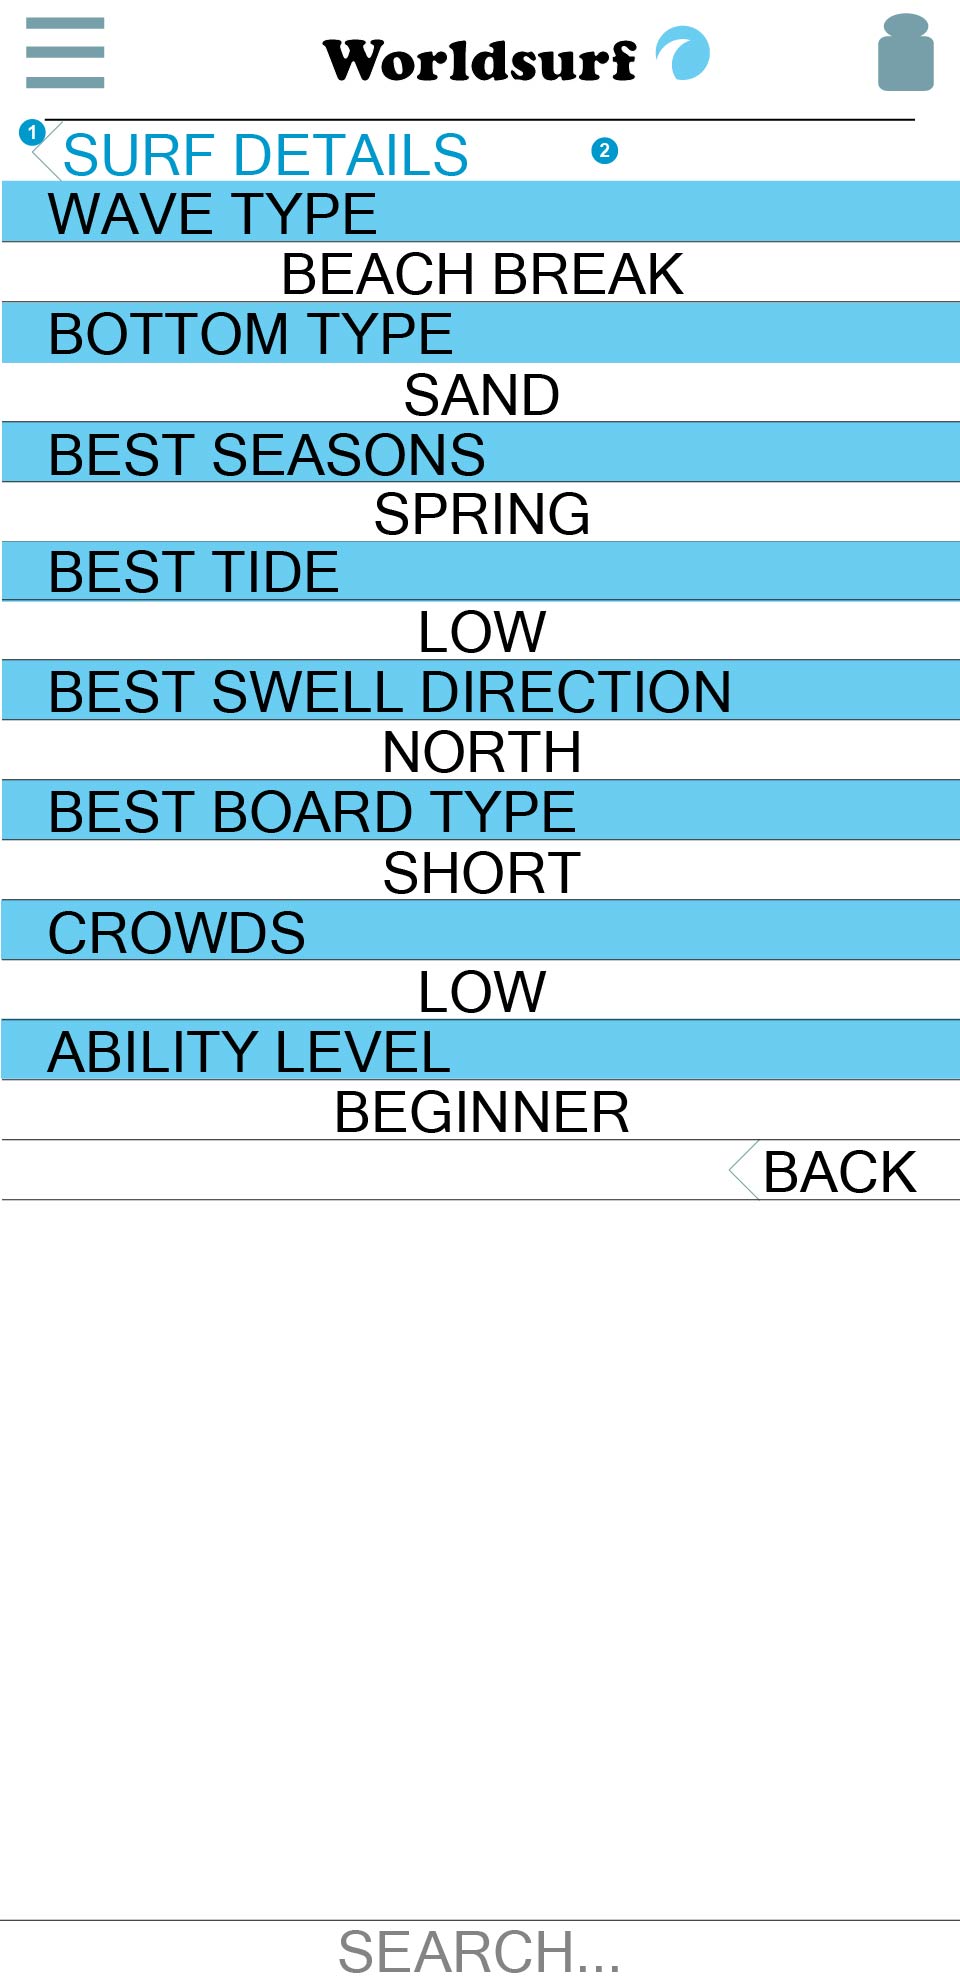 Worldsurf
1
SURF DETAILS
2
WAVE TYPE
BEACH BREAK
BOTTOM TYPE
SAND
BEST SEASONS
SPRING
BEST TIDE
LOW
BEST SWELL DIRECTION
NORTH
BEST BOARD TYPE
SHORT
CROWDS
LOW
ABILITY LEVEL
BEGINNER
BACK
SEARCH...